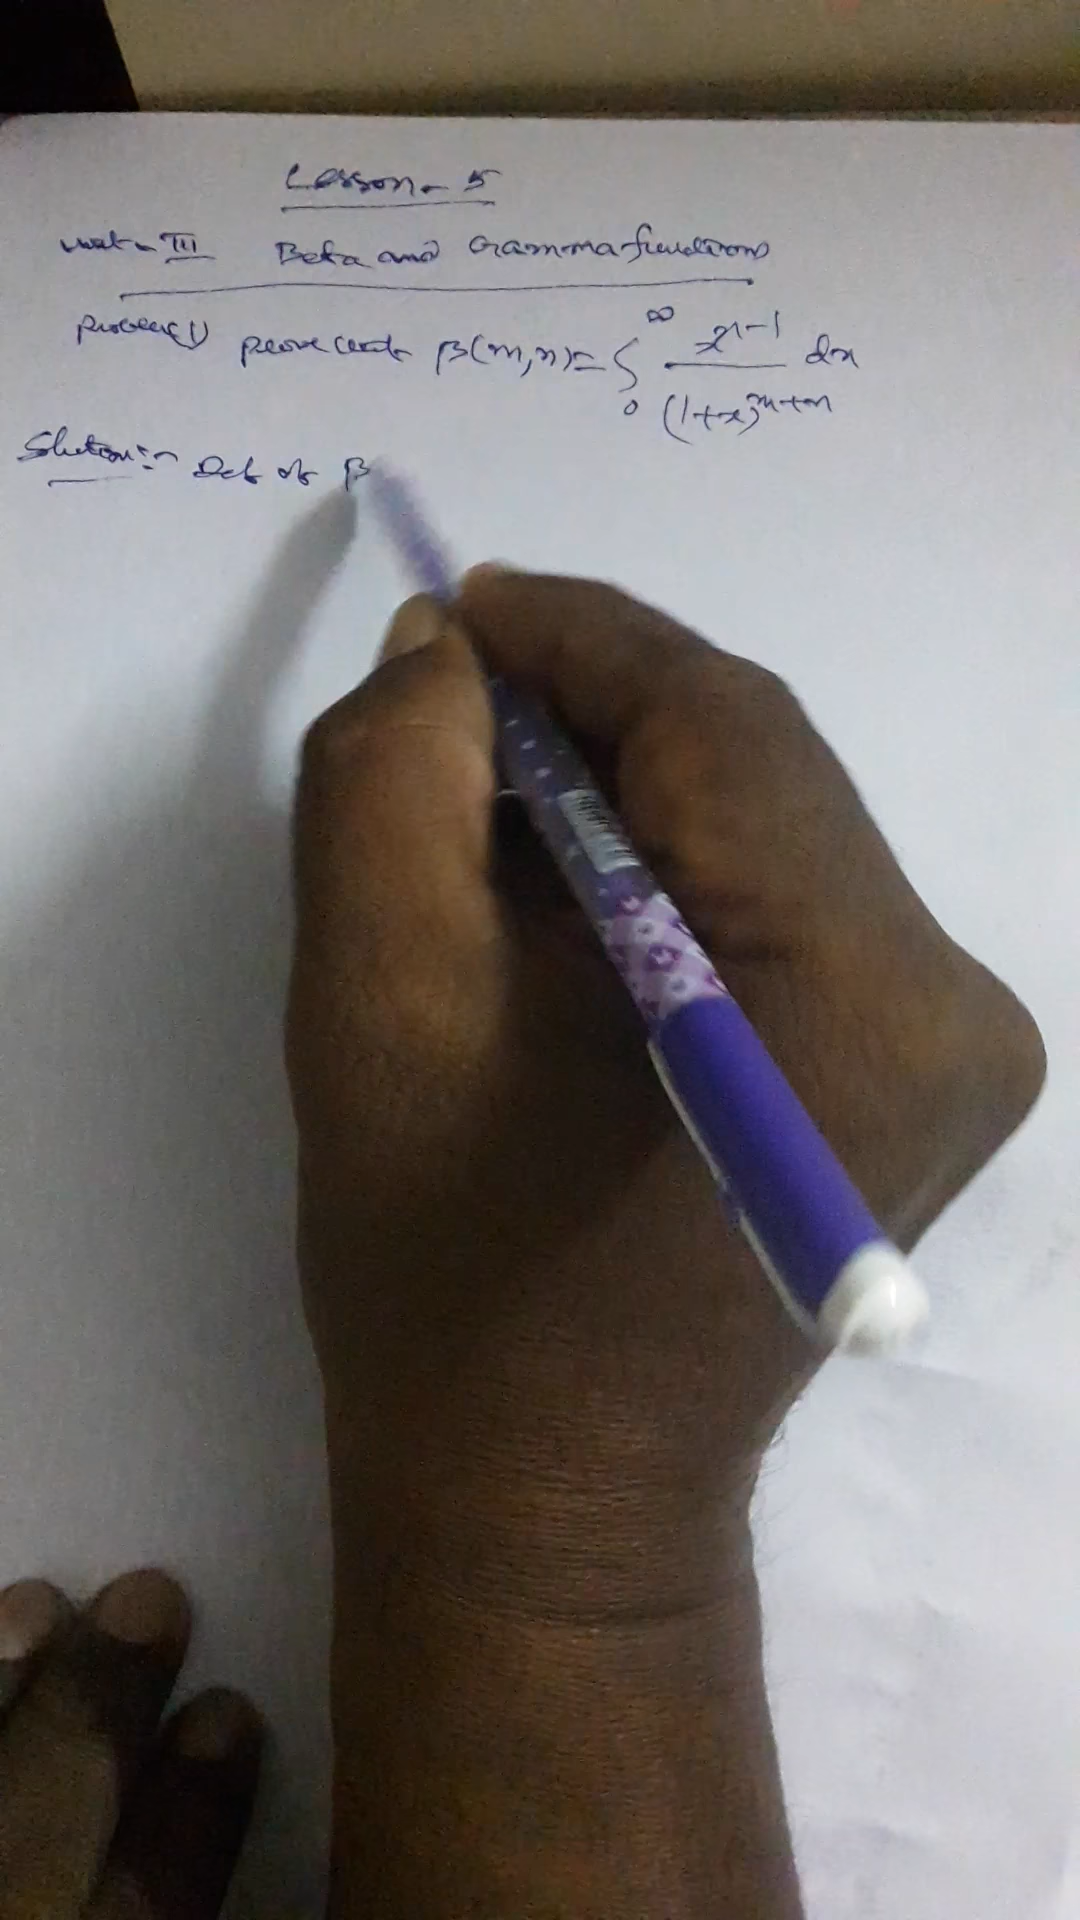 Lesson - 5
Unit - III Beta and Gamma functions
Problem 1) prove that β(m,n) = ∫₀^∞ x^{n-1} / (1+x)^{m+n} dx
Solution:- Def of β